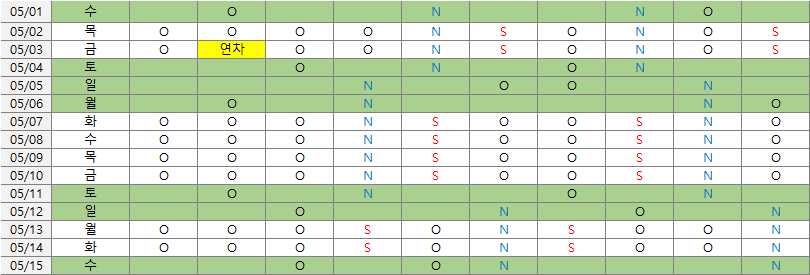 05/01 수 O N N O
05/02 목 O O O O N S O N O S
05/03 금 O 연차 O O N S O N O S
05/04 토 O N O N
05/05 일 N O O N
05/06 월 O N N O
05/07 화 O O O N S O O S N O
05/08 수 O O O N S O O S N O
05/09 목 O O O N S O O S N O
05/10 금 O O O N S O O S N O
05/11 토 O N O N
05/12 일 O N O N
05/13 월 O O O S O N S O O N
05/14 화 O O O S O N S O O N
05/15 수 O O N N